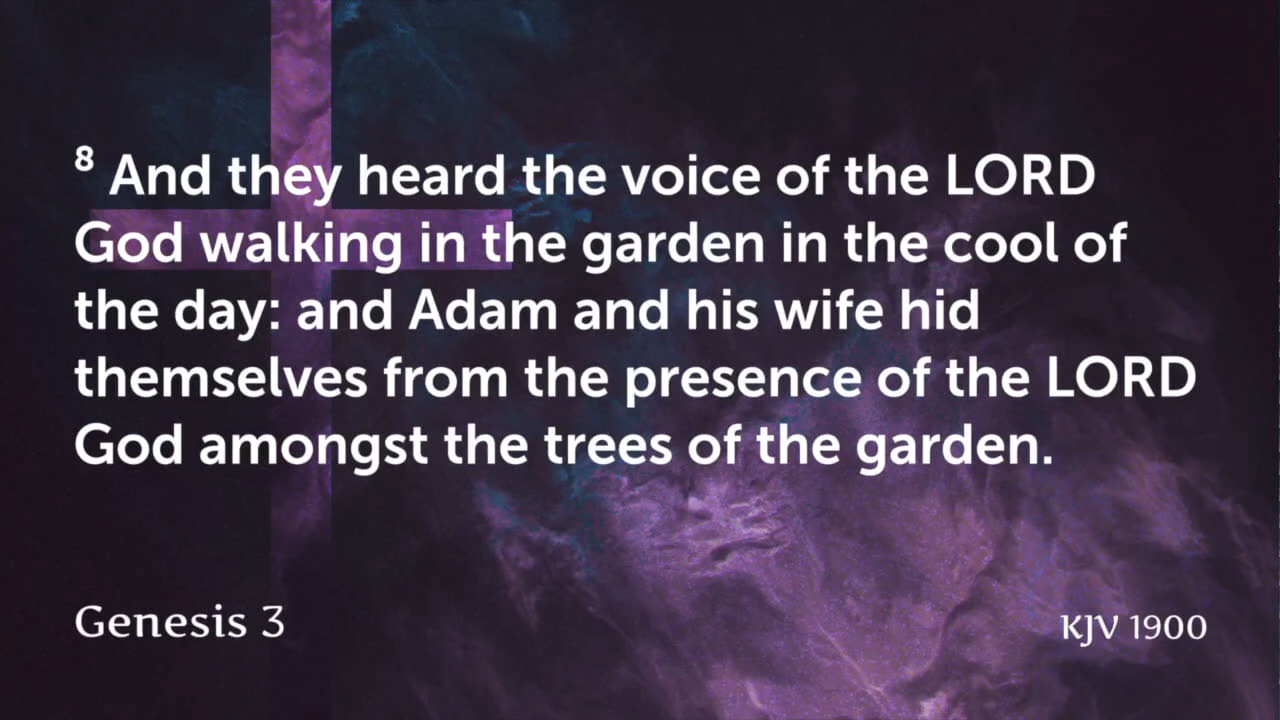 ⁸ And they heard the voice of the LORD
God walking in the garden in the cool of
the day: and Adam and his wife hid
themselves from the presence of the LORD
God amongst the trees of the garden.
Genesis 3
KJV 1900